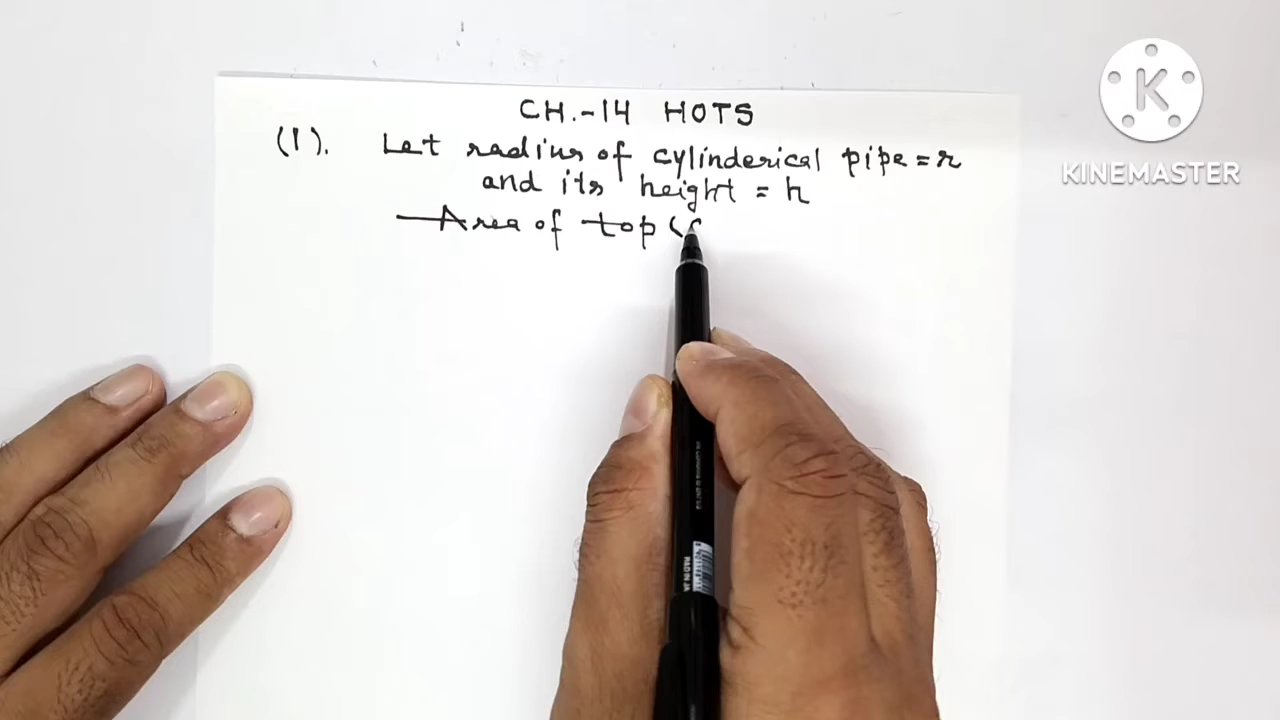 CH.-14 HOTS
(1). Let radius of cylinderical pipe = r
and its height = h
Area of top (
KINEMASTER